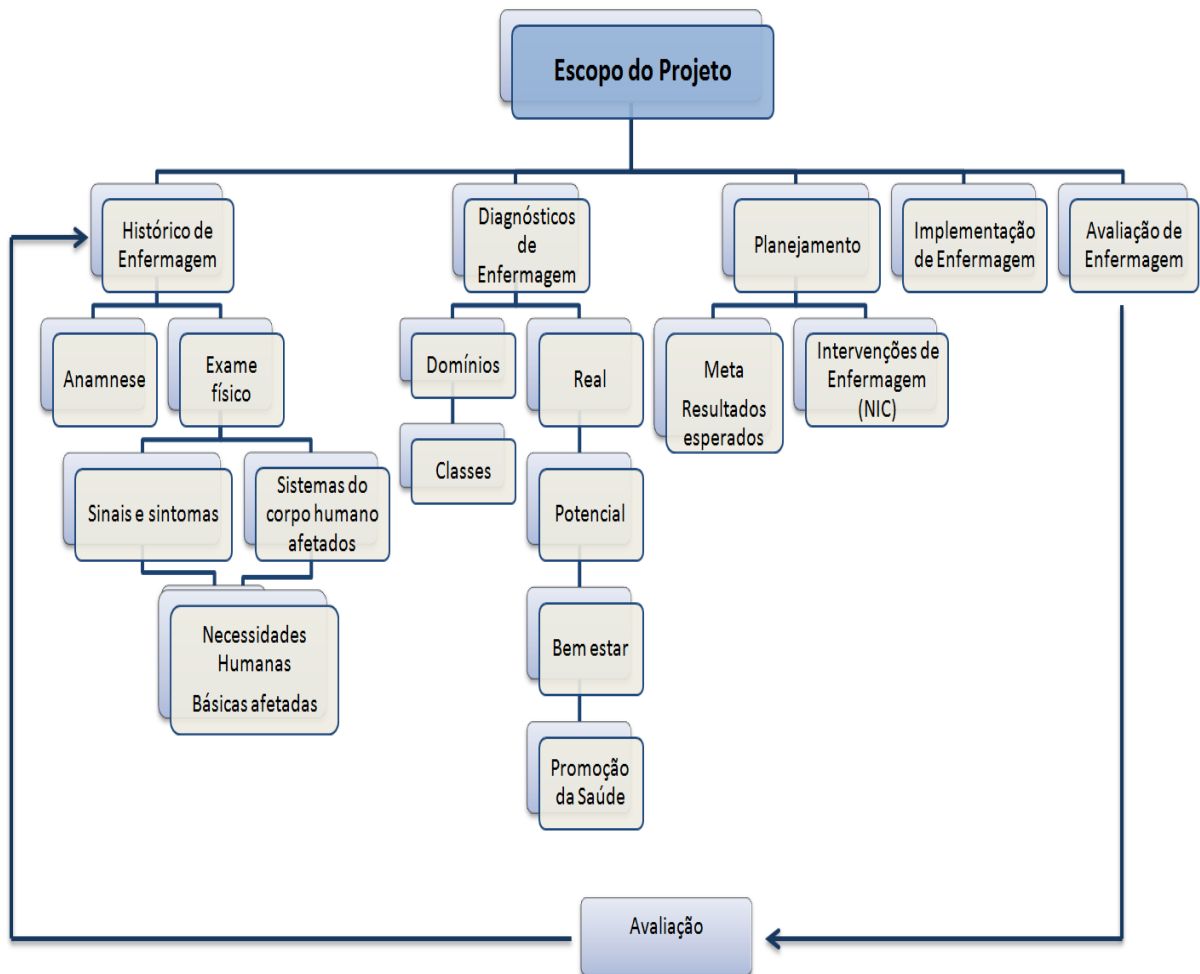 Escopo do Projeto
Histórico de
Enfermagem
Diagnósticos
de
Enfermagem
Planejamento
Implementação
de Enfermagem
Avaliação de
Enfermagem
Anamnese
Exame
físico
Domínios
Real
Meta
Resultados
esperados
Intervenções de
Enfermagem
(NIC)
Sinais e sintomas
Sistemas do
corpo humano
afetados
Classes
Potencial
Necessidades
Humanas
Básicas afetadas
Bem estar
Promoção
da Saúde
Avaliação